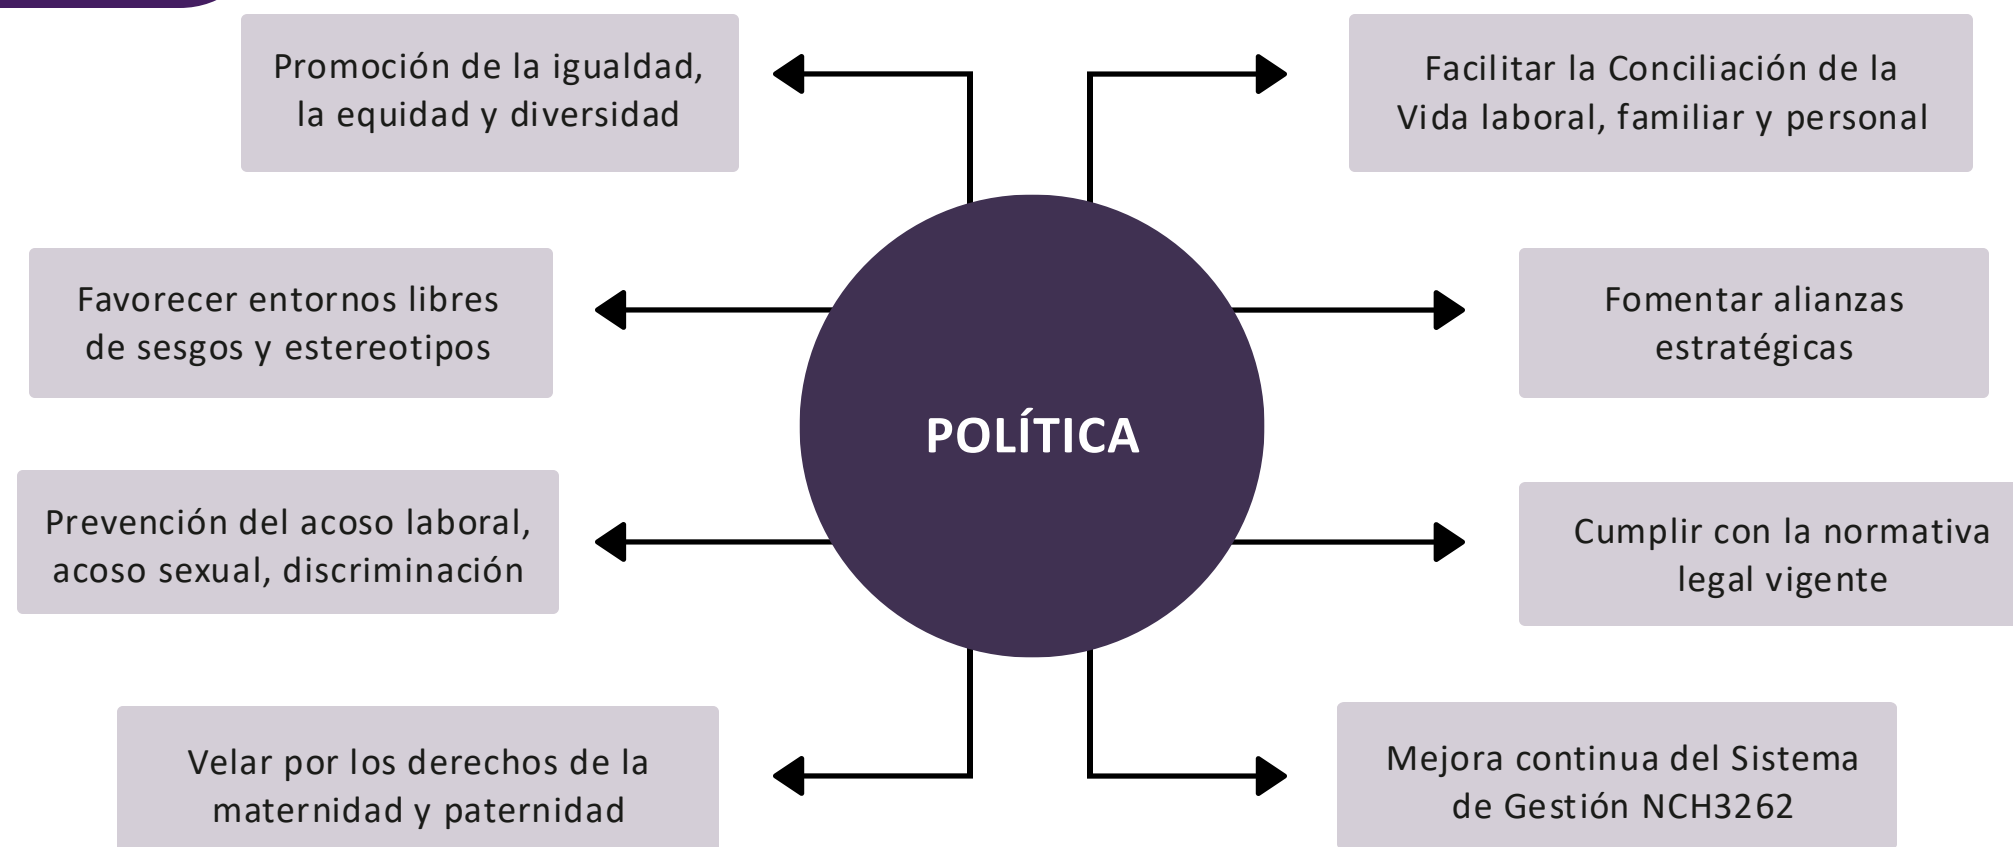 Promoción de la igualdad,
la equidad y diversidad
Facilitar la Conciliación de la
Vida laboral, familiar y personal
Favorecer entornos libres
de sesgos y estereotipos
Fomentar alianzas
estratégicas
POLÍTICA
Prevención del acoso laboral,
acoso sexual, discriminación
Cumplir con la normativa
legal vigente
Velar por los derechos de la
maternidad y paternidad
Mejora continua del Sistema
de Gestión NCH3262